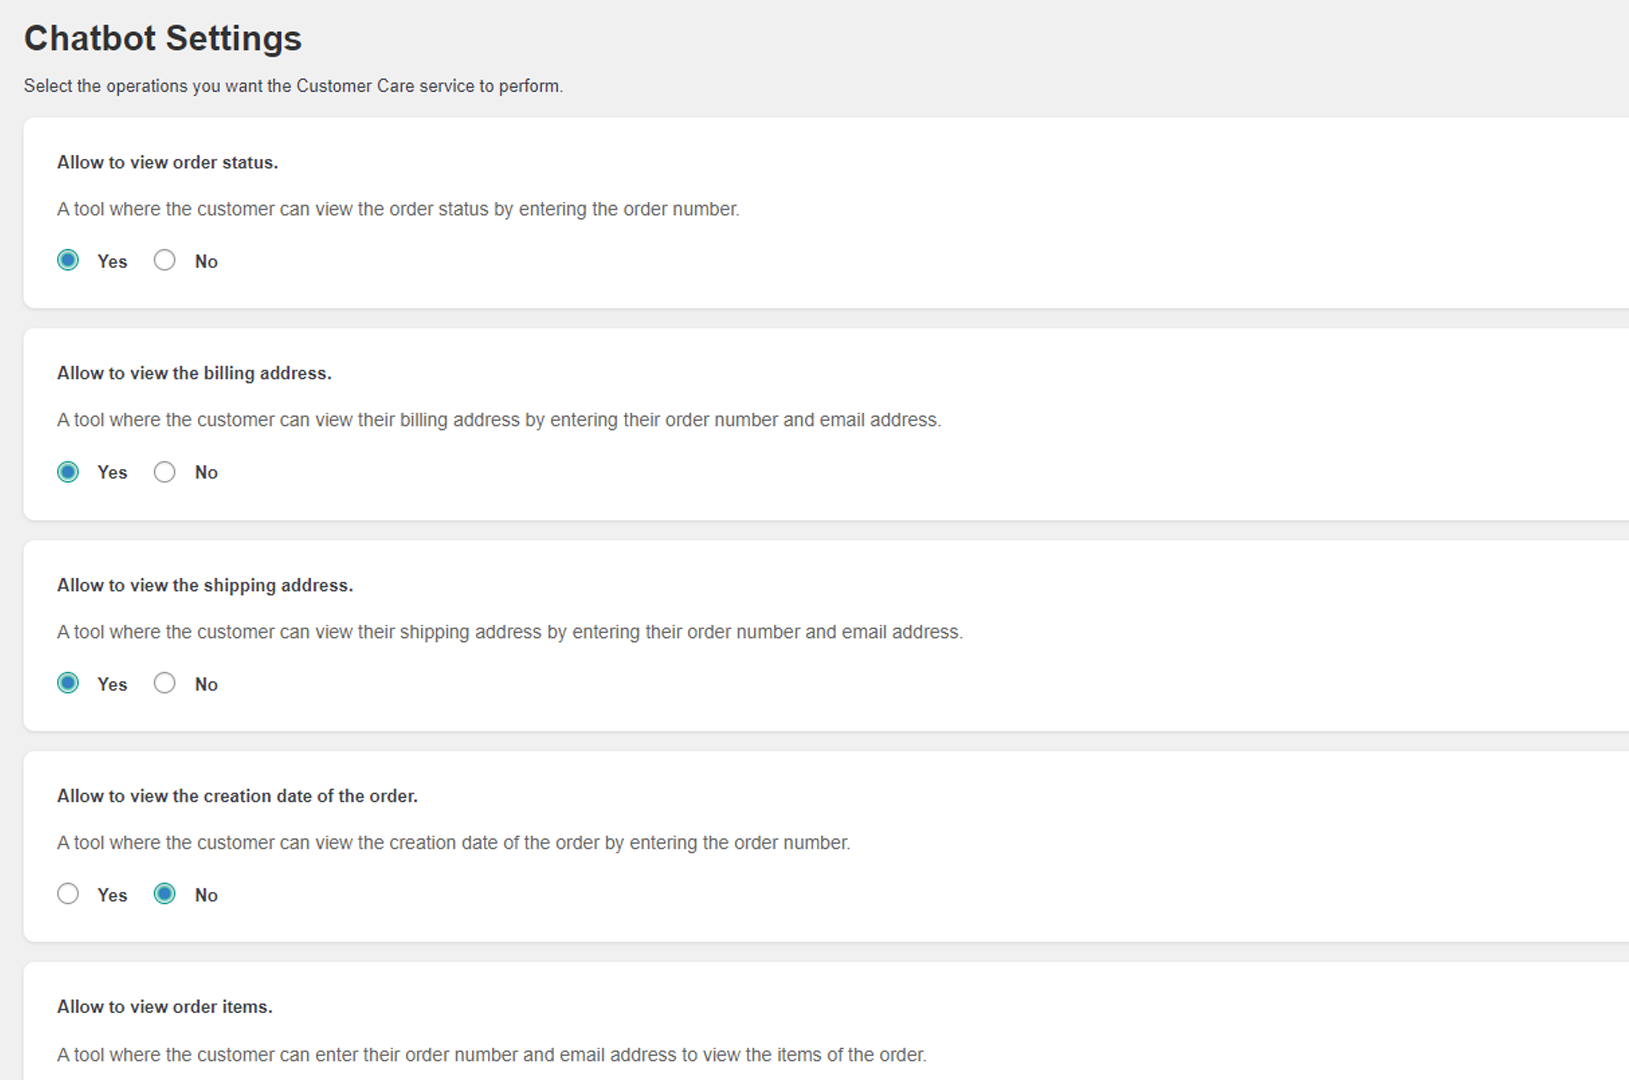 Chatbot Settings
Select the operations you want the Customer Care service to perform.
Allow to view order status.
A tool where the customer can view the order status by entering the order number.
Yes No
Allow to view the billing address.
A tool where the customer can view their billing address by entering their order number and email address.
Yes No
Allow to view the shipping address.
A tool where the customer can view their shipping address by entering their order number and email address.
Yes No
Allow to view the creation date of the order.
A tool where the customer can view the creation date of the order by entering the order number.
Yes No
Allow to view order items.
A tool where the customer can enter their order number and email address to view the items of the order.